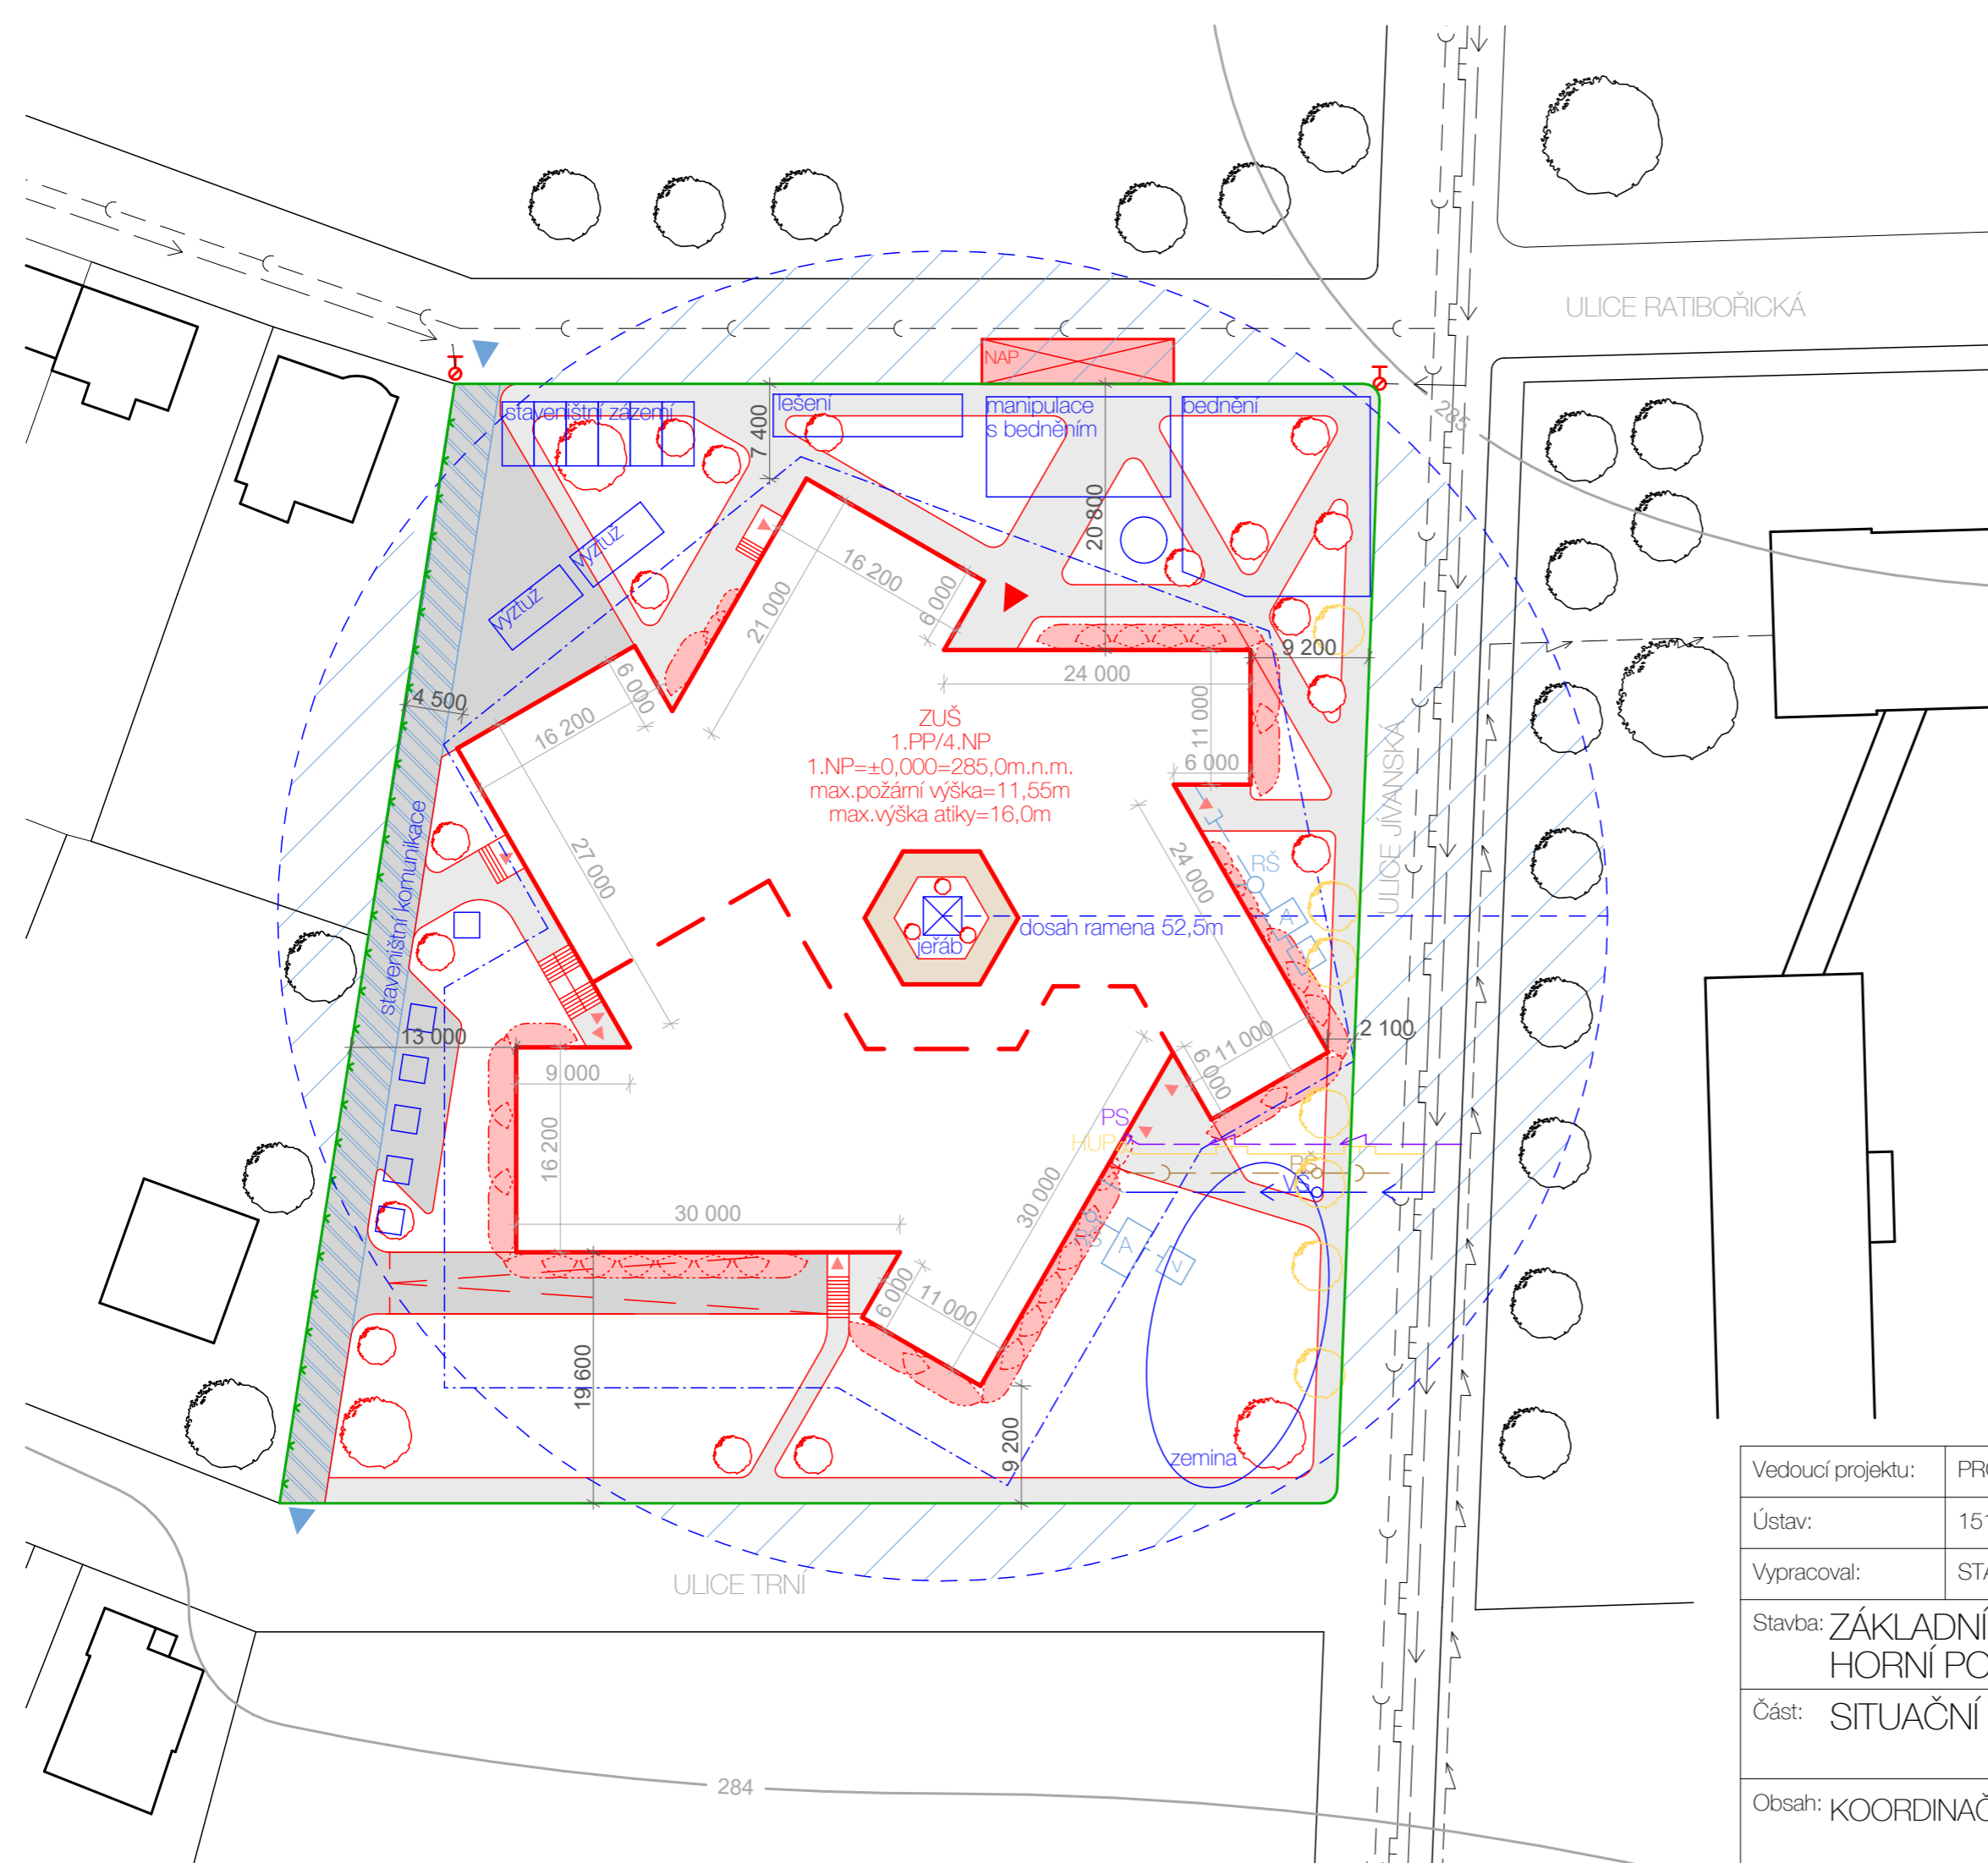 ULICE RATIBOŘICKÁ
285
NAP
staveništní zázemí
lešení
manipulace
s bedněním
bednění
7 400
20 800
výztuž
výztuž
16 200
6 000
21 000
9 200
24 000
11 000
6 000
4 500
16 200
6 000
ZUŠ
1.PP/4.NP
1.NP=±0,000=285,0m.n.m.
max.požární výška=11,55m
max.výška atiky=16,0m
ULICE JÍVANSKÁ
staveništní komunikace
27 000
24 000
RŠ
A
jeřáb
dosah ramena 52,5m
13 000
2 100
9 000
11 000
6 000
16 200
PS
HUP
RŠ
VŠ
30 000
30 000
RŠ
A
Z
6 000
11 000
19 600
9 200
zemina
ULICE TRNÍ
284
Vedoucí projektu:
Ústav:
Vypracoval:
Stavba: ZÁKLADNÍ
HORNÍ
Část: SITUAČNÍ
Obsah: